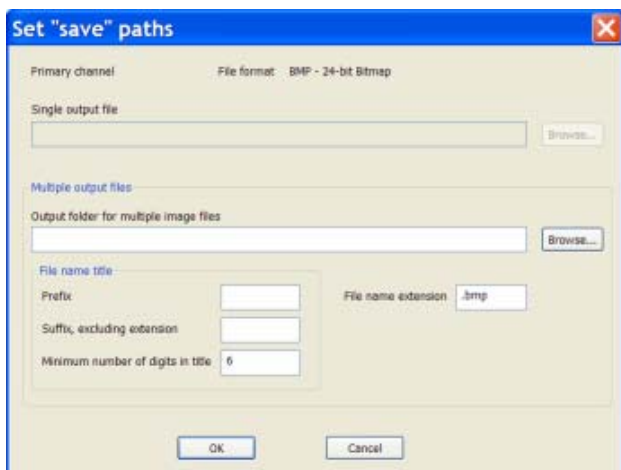 Set "save" paths
Primary channel File format BMP - 24-bit Bitmap
Single output file
Browse...
Multiple output files
Output folder for multiple image files
Browse...
File name title
Prefix File name extension .bmp
Suffix, excluding extension
Minimum number of digits in title 6
OK Cancel